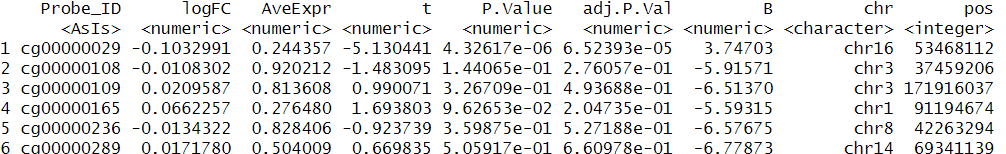 Probe_ID logFC AveExpr t P.Value adj.P.Val B chr pos
<AsIs> <numeric> <numeric> <numeric> <numeric> <numeric> <numeric> <character> <integer>
1 cg00000029 -0.1032991 0.244357 -5.130441 4.32617e-06 6.52393e-05 3.74703 chr16 53468112
2 cg00000108 -0.0108302 0.920212 -1.483095 1.44065e-01 2.76057e-01 -5.91571 chr3 37459206
3 cg00000109 0.0209587 0.813608 0.990071 3.26709e-01 4.93688e-01 -6.51370 chr3 171916037
4 cg00000165 0.0662257 0.276480 1.693803 9.62653e-02 2.04735e-01 -5.59315 chr1 91194674
5 cg00000236 -0.0134322 0.828406 -0.923739 3.59875e-01 5.27188e-01 -6.57675 chr8 42263294
6 cg00000289 0.0171780 0.504009 0.669835 5.05917e-01 6.60978e-01 -6.77873 chr14 69341139